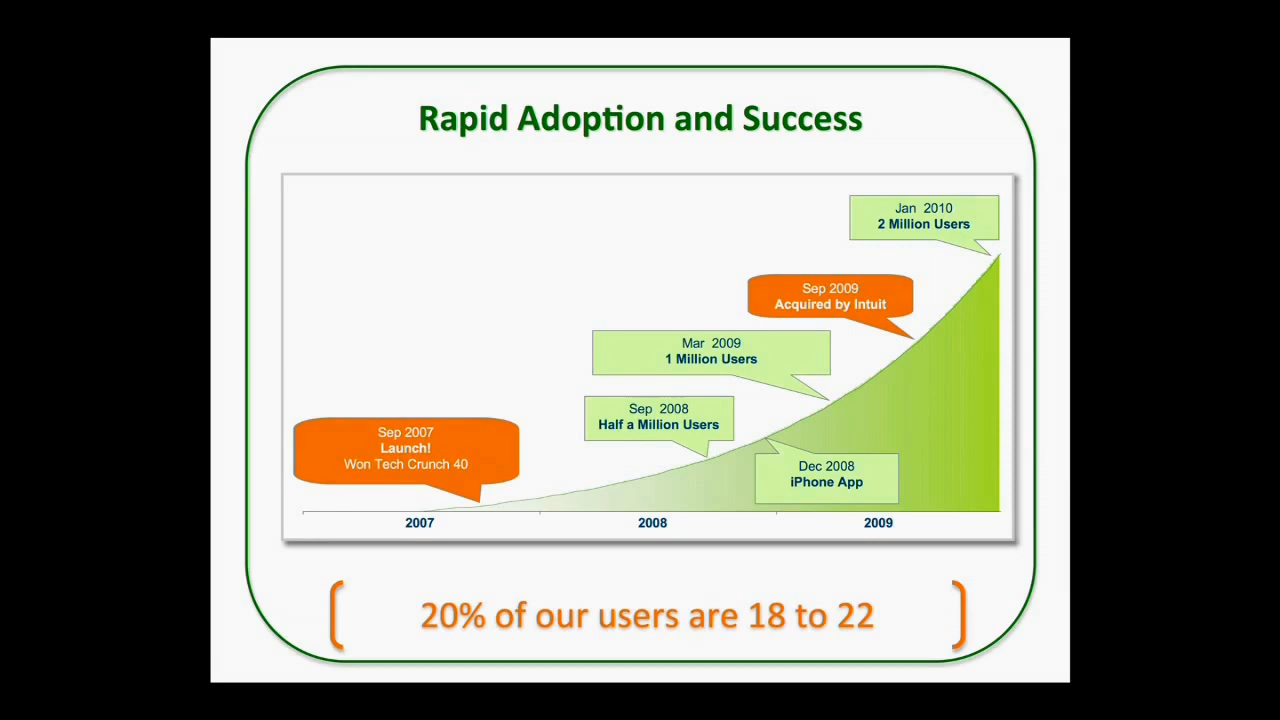 Rapid Adoption and Success
Jan 2010
2 Million Users
Sep 2009
Acquired by Intuit
Mar 2009
1 Million Users
Sep 2008
Half a Million Users
Sep 2007
Launch!
Won Tech Crunch 40
Dec 2008
iPhone App
2007 2008 2009
20% of our users are 18 to 22